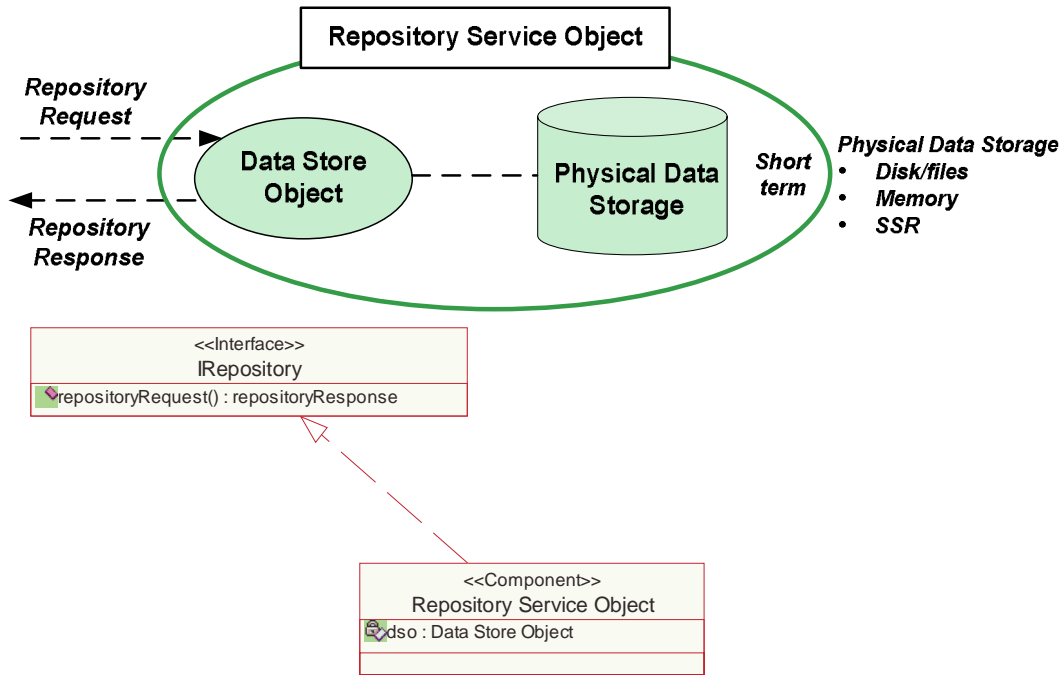 Repository Service Object
Repository
Request
Data Store
Object
Physical Data
Storage
Short
term
Physical Data Storage
• Disk/files
• Memory
• SSR
Repository
Response
<<Interface>>
IRepository
repositoryRequest() : repositoryResponse
<<Component>>
Repository Service Object
dso : Data Store Object